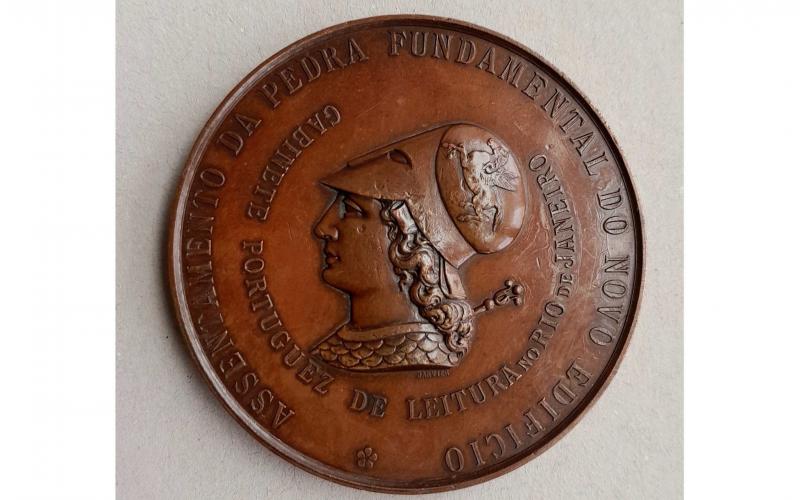 ASSENTAMENTO DA PEDRA FUNDAMENTAL DO NOVO EDIFICIO
GABINETE PORTUGUEZ DE LEITURA NO RIO DE JANEIRO